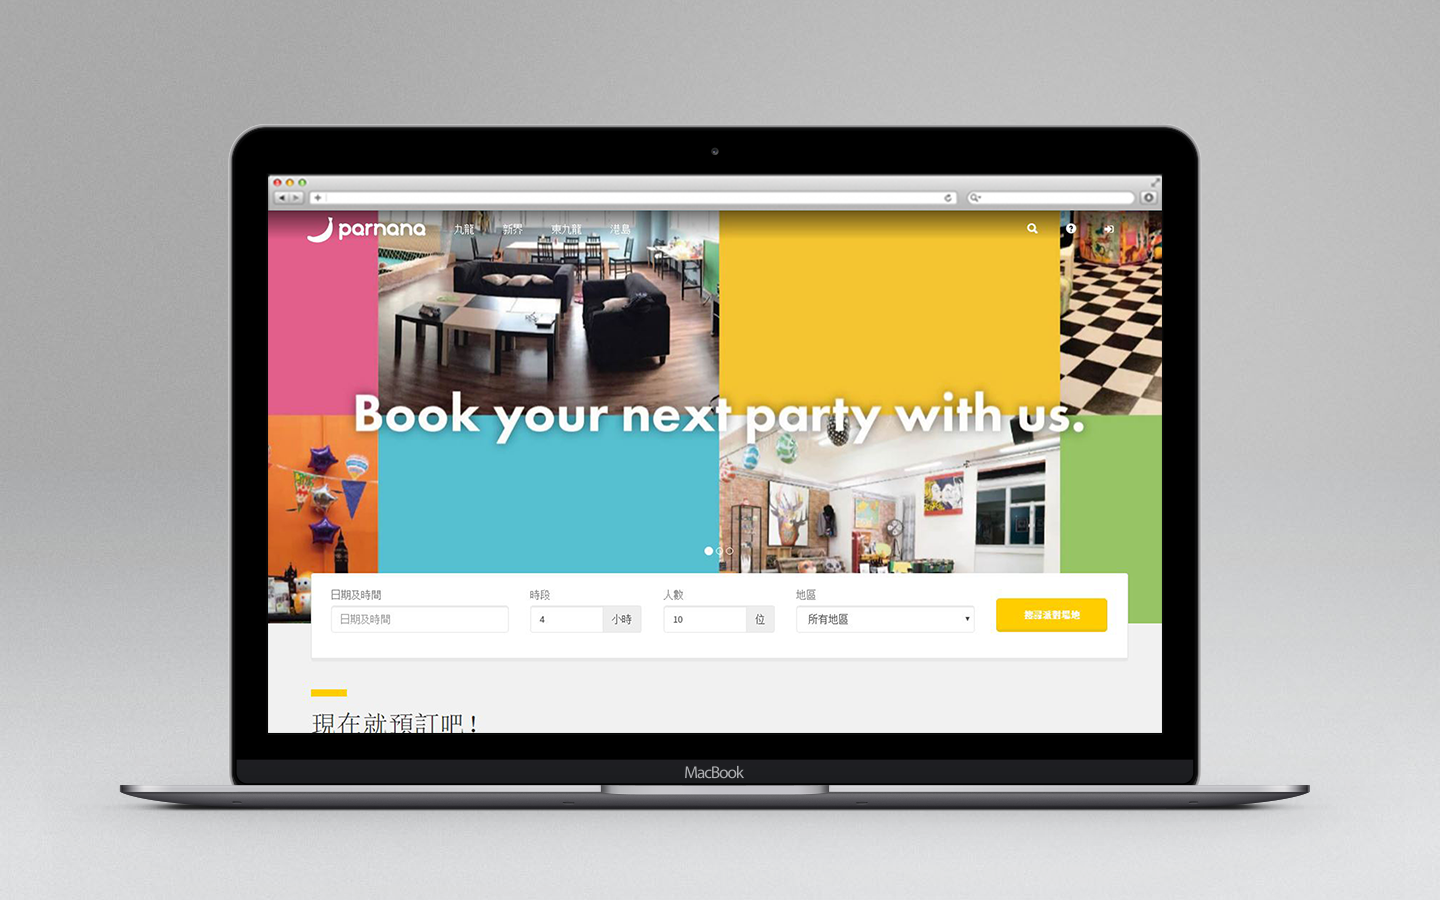 parnana 九龍 新界 東九龍 港島
Book your next party with us.
日期及時間 時段 人數 地區
日期及時間 4 小時 10 位 所有地區 搜尋派對場地
現在就預訂吧！
MacBook